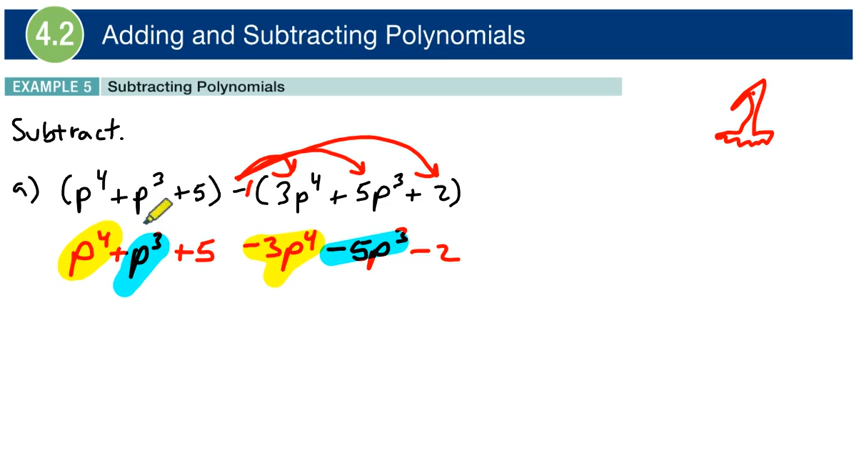 4.2 Adding and Subtracting Polynomials
EXAMPLE 5 Subtracting Polynomials
1
Subtract.
a) (p⁴ + p³ + 5) -1(3p⁴ + 5p³ + 2)
p⁴ + p³ + 5 -3p⁴ -5p³ - 2